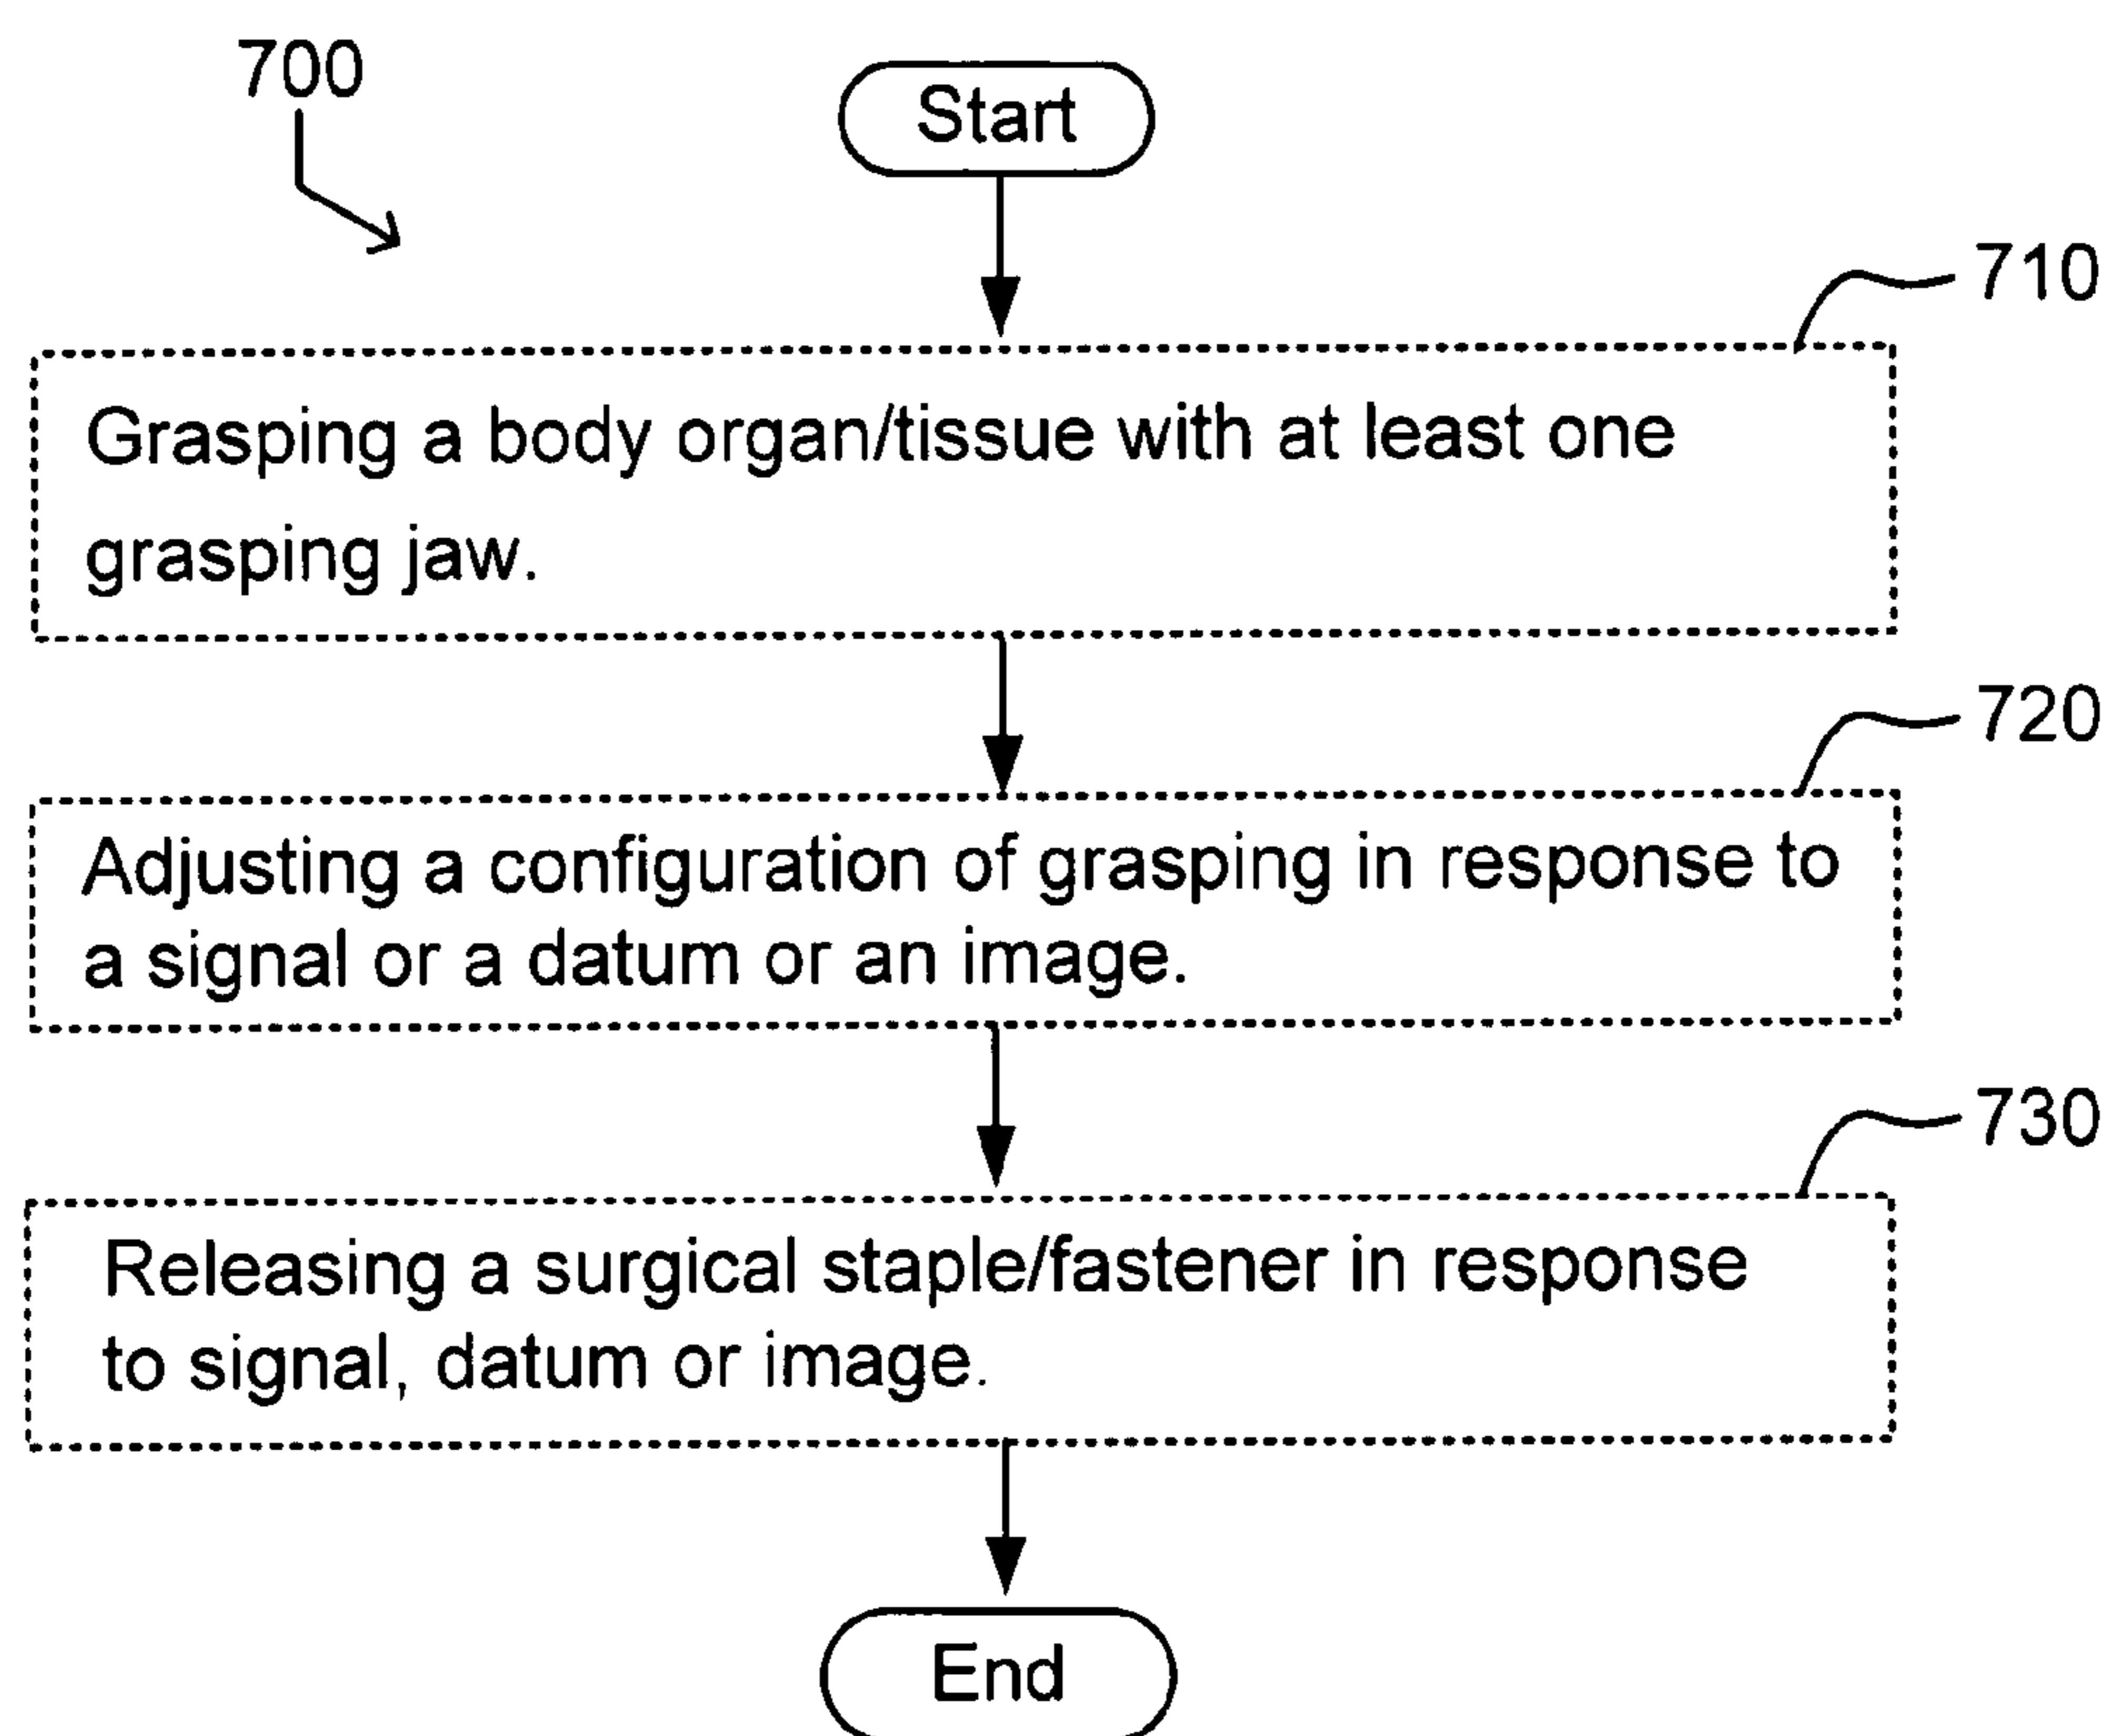 700
Start
710
Grasping a body organ/tissue with at least one
grasping jaw.
720
Adjusting a configuration of grasping in response to
a signal or a datum or an image.
730
Releasing a surgical staple/fastener in response
to signal, datum or image.
End